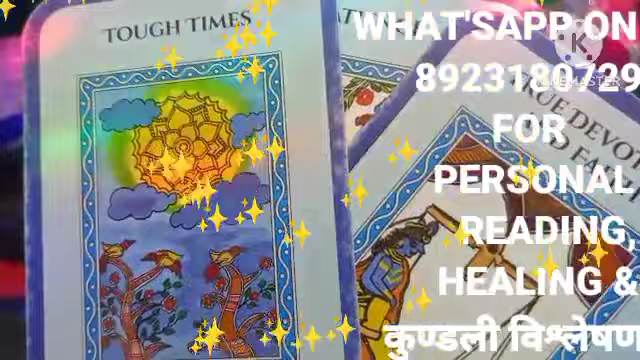 TOUGH TIMES
WHAT'SAPP ON
8923180729
FOR
PERSONAL
READING,
HEALING &
कुण्डली विश्लेषण